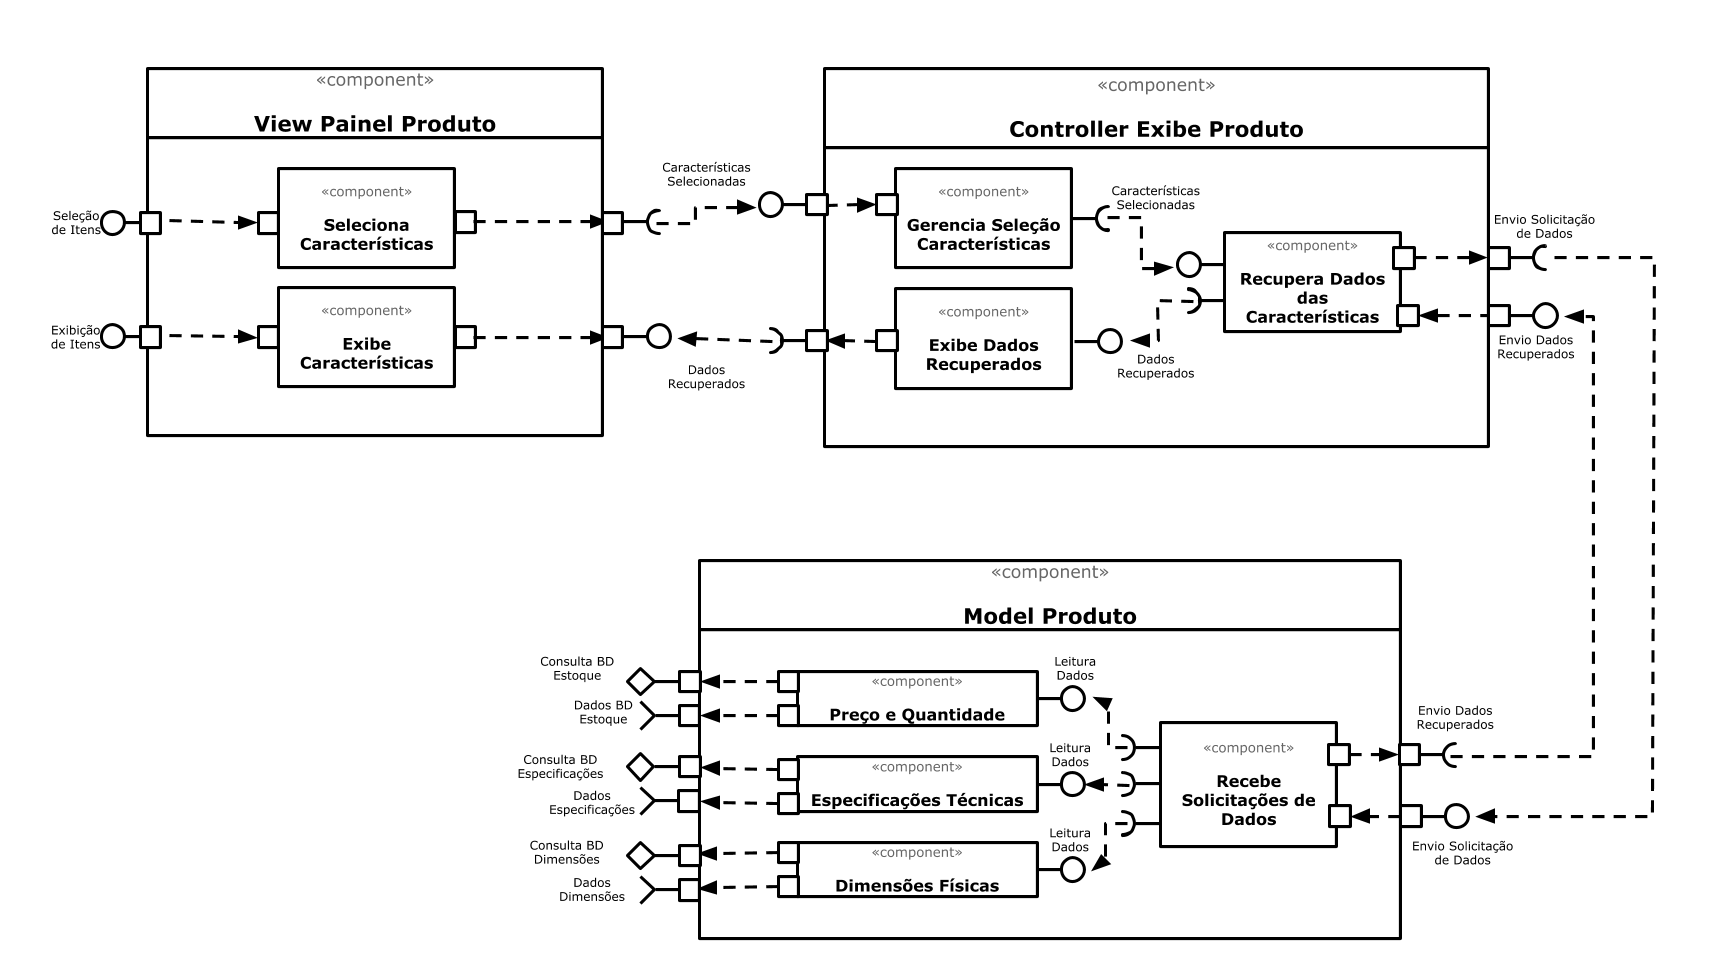 «component»
View Painel Produto
«component»
Seleciona
Características
Seleção
de Itens
«component»
Exibe
Características
Exibição
de Itens
Características
Selecionadas
Dados
Recuperados
«component»
Controller Exibe Produto
«component»
Gerencia Seleção
Características
Características
Selecionadas
«component»
Exibe Dados
Recuperados
Dados
Recuperados
«component»
Recupera Dados
das
Características
Envio Solicitação
de Dados
Envio Dados
Recuperados
«component»
Model Produto
Consulta BD
Estoque
Dados BD
Estoque
«component»
Preço e Quantidade
Leitura
Dados
Consulta BD
Especificações
Dados
Especificações
«component»
Especificações Técnicas
Leitura
Dados
Consulta BD
Dimensões
Dados
Dimensões
«component»
Dimensões Físicas
Leitura
Dados
«component»
Recebe
Solicitações de
Dados
Envio Dados
Recuperados
Envio Solicitação
de Dados